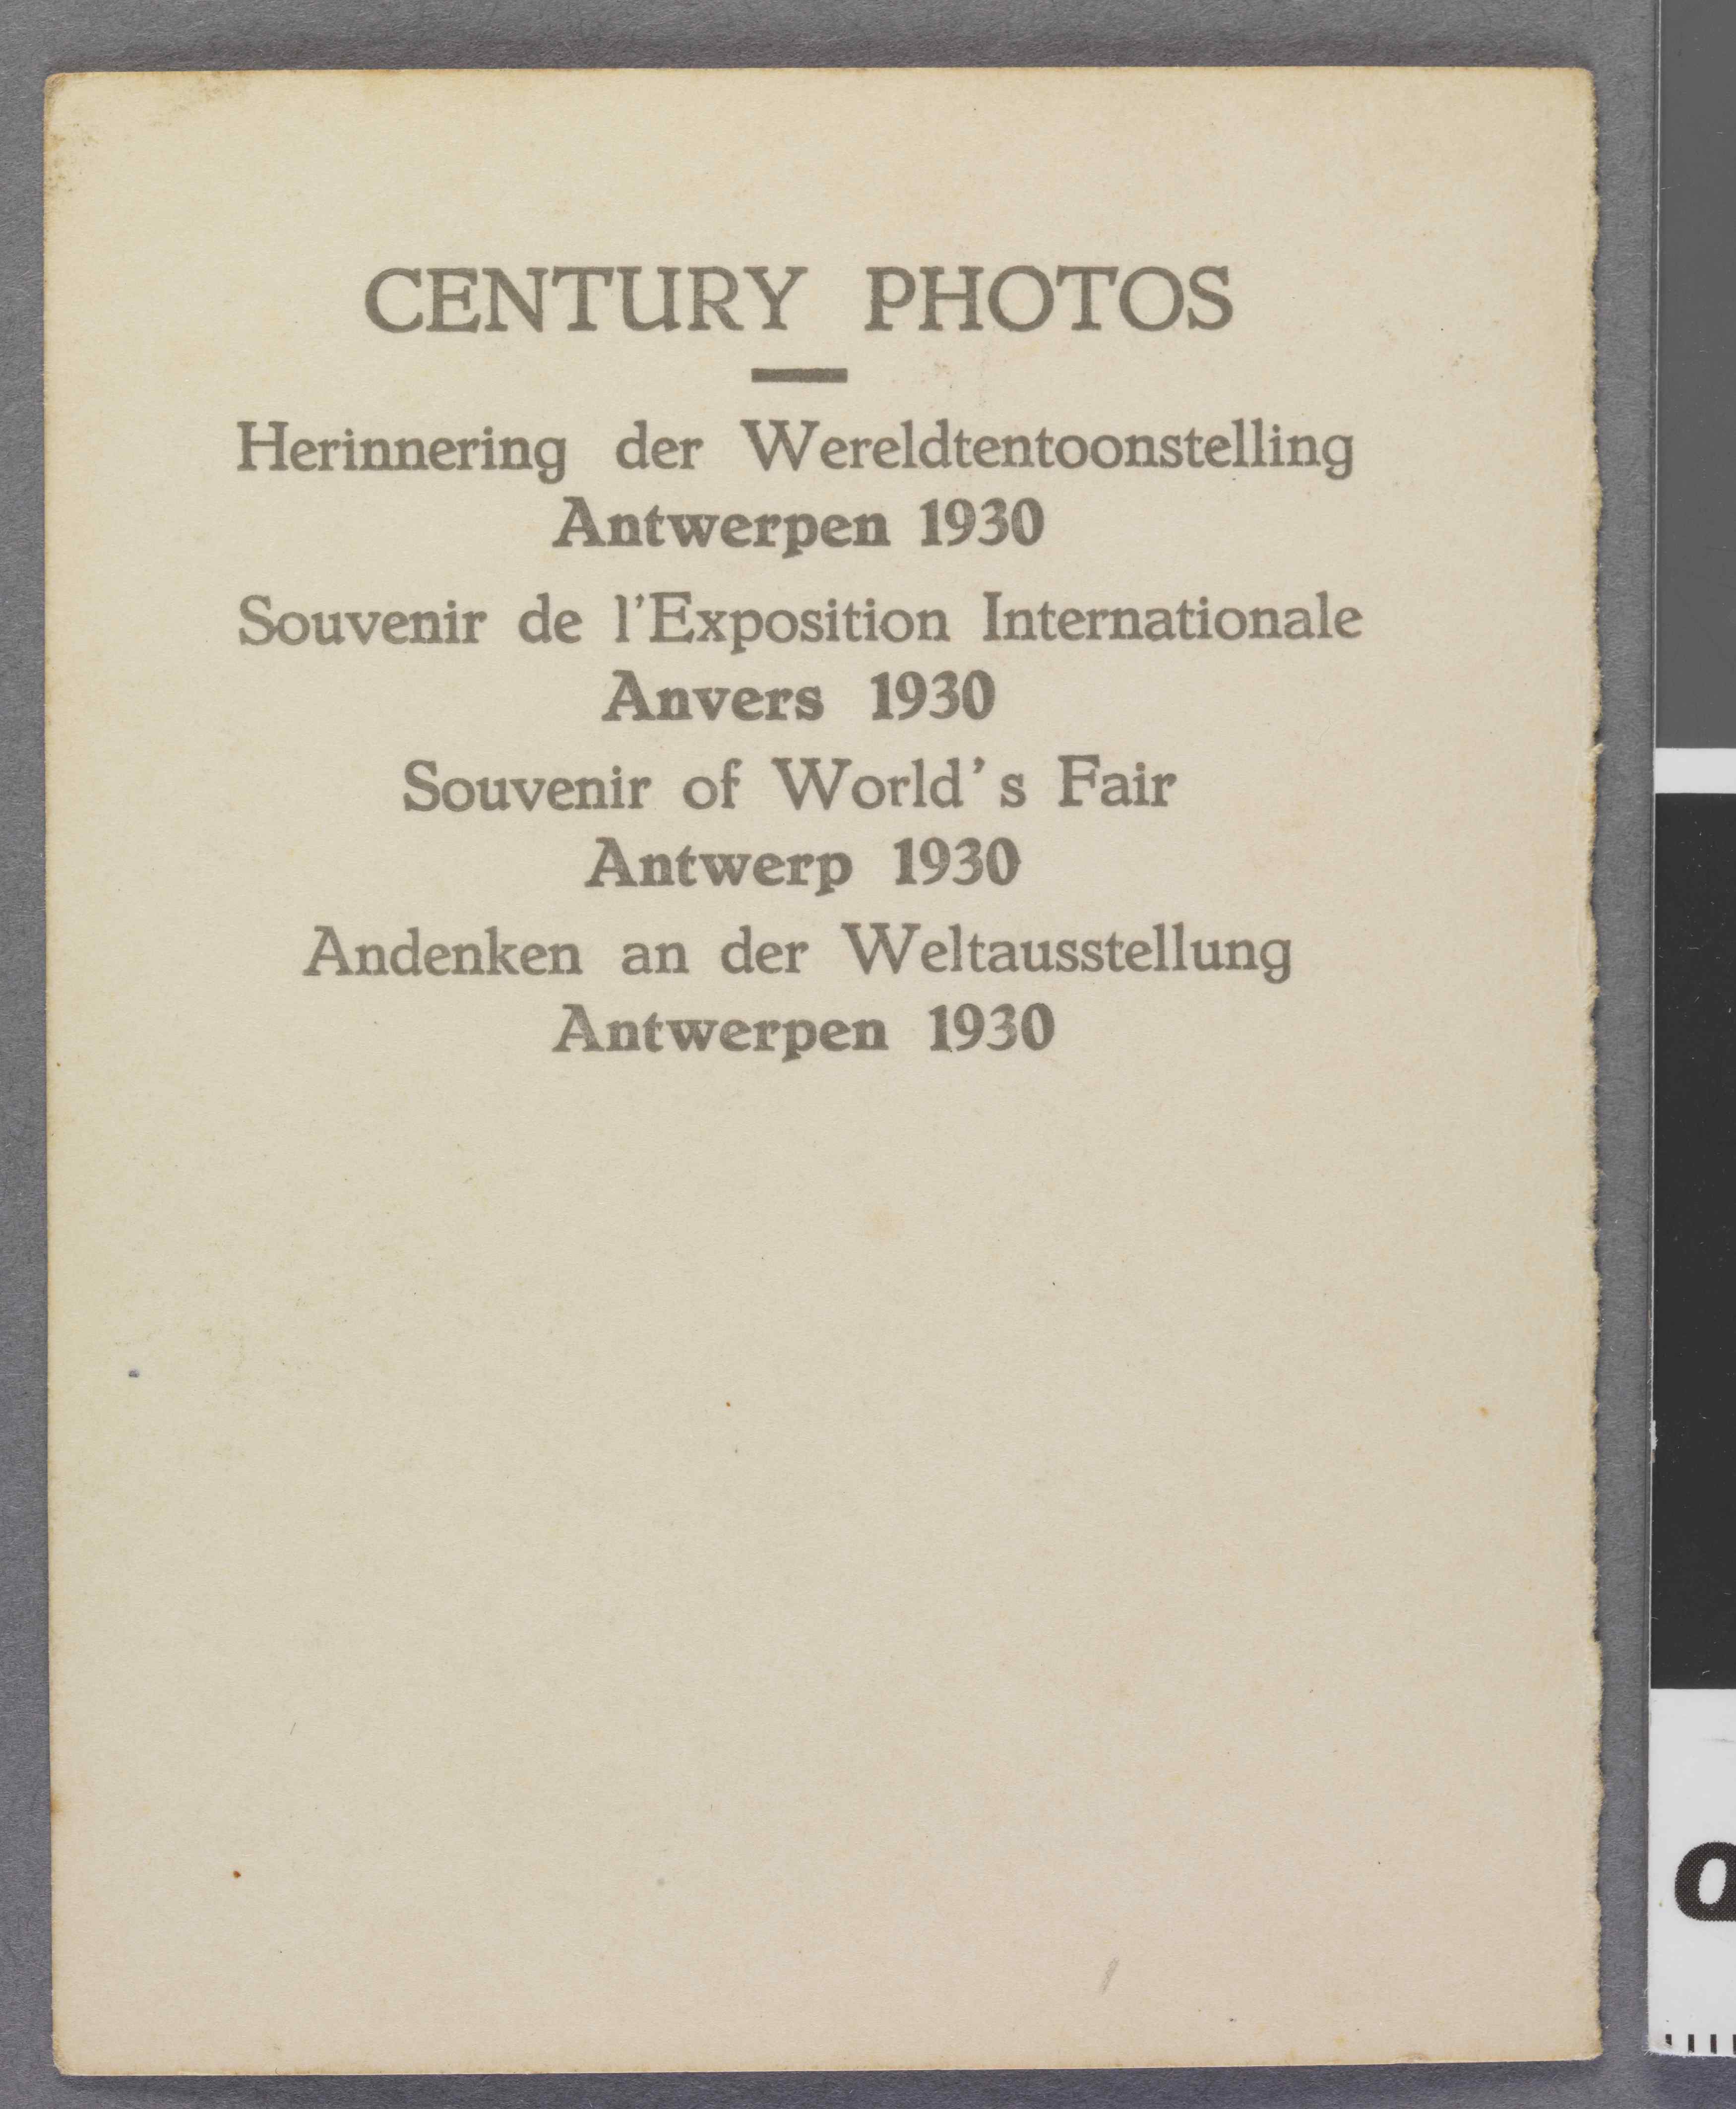 CENTURY PHOTOS
Herinnering der Wereldtentoonstelling
Antwerpen 1930
Souvenir de l'Exposition Internationale
Anvers 1930
Souvenir of World's Fair
Antwerp 1930
Andenken an der Weltausstellung
Antwerpen 1930